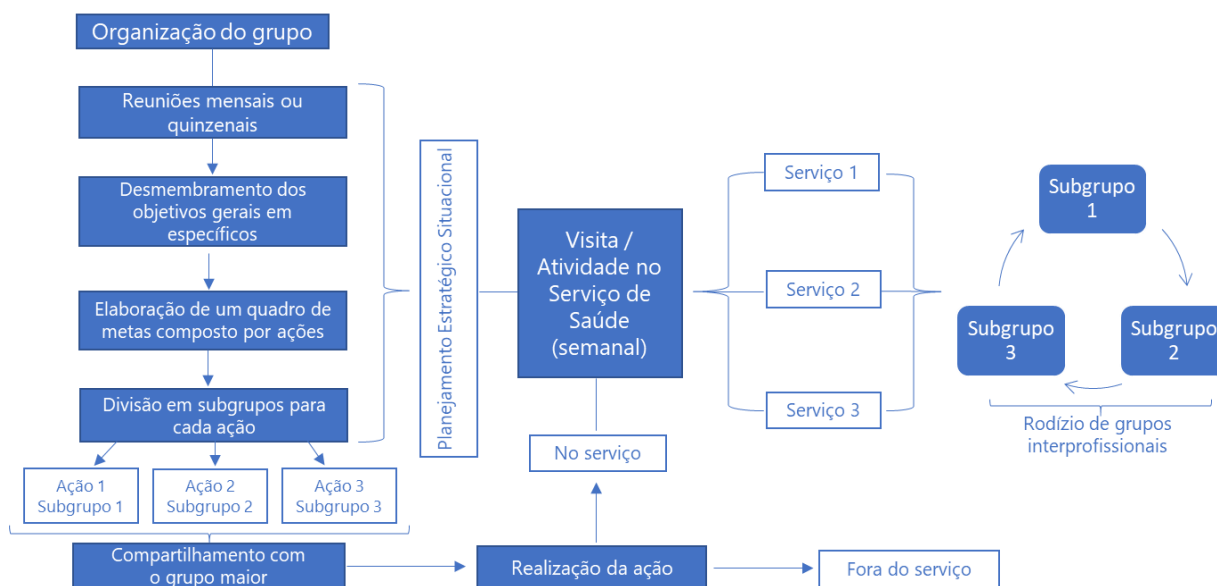 Organização do grupo
Reuniões mensais ou
quinzenais
Desmembramento dos
objetivos gerais em
específicos
Elaboração de um quadro de
metas composto por ações
Divisão em subgrupos para
cada ação
Ação 1
Subgrupo 1
Ação 2
Subgrupo 2
Ação 3
Subgrupo 3
Compartilhamento com
o grupo maior
Planejamento Estratégico Situacional
Visita /
Atividade no
Serviço de
Saúde
(semanal)
No serviço
Realização da ação
Fora do serviço
Serviço 1
Serviço 2
Serviço 3
Subgrupo
1
Subgrupo
2
Subgrupo
3
Rodízio de grupos
interprofissionais